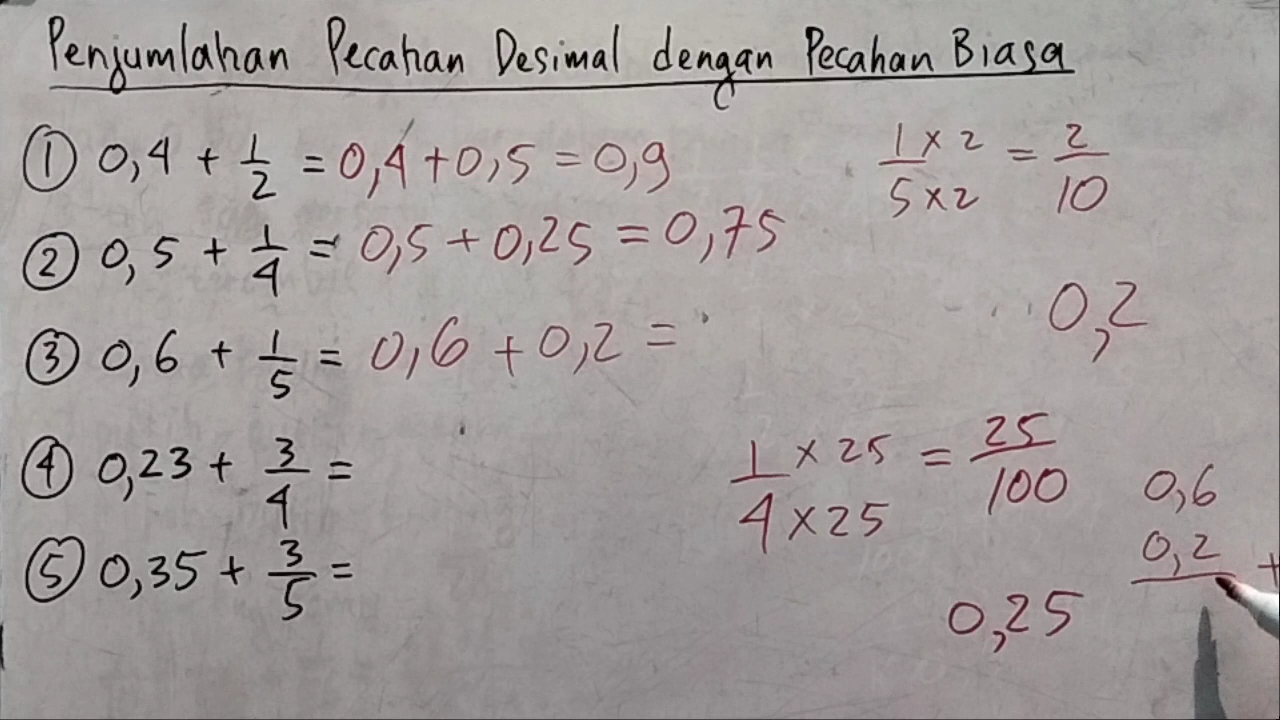 Penjumlahan Pecahan Desimal dengan Pecahan Biasa
① 0,4 + 1/2 = 0,4 + 0,5 = 0,9
② 0,5 + 1/4 = 0,5 + 0,25 = 0,75
③ 0,6 + 1/5 = 0,6 + 0,2 =
④ 0,23 + 3/4 =
⑤ 0,35 + 3/5 =
1 × 2 / 5 × 2 = 2/10
0,2
1 × 25 / 4 × 25 = 25/100
0,25
0,6
0,2 +